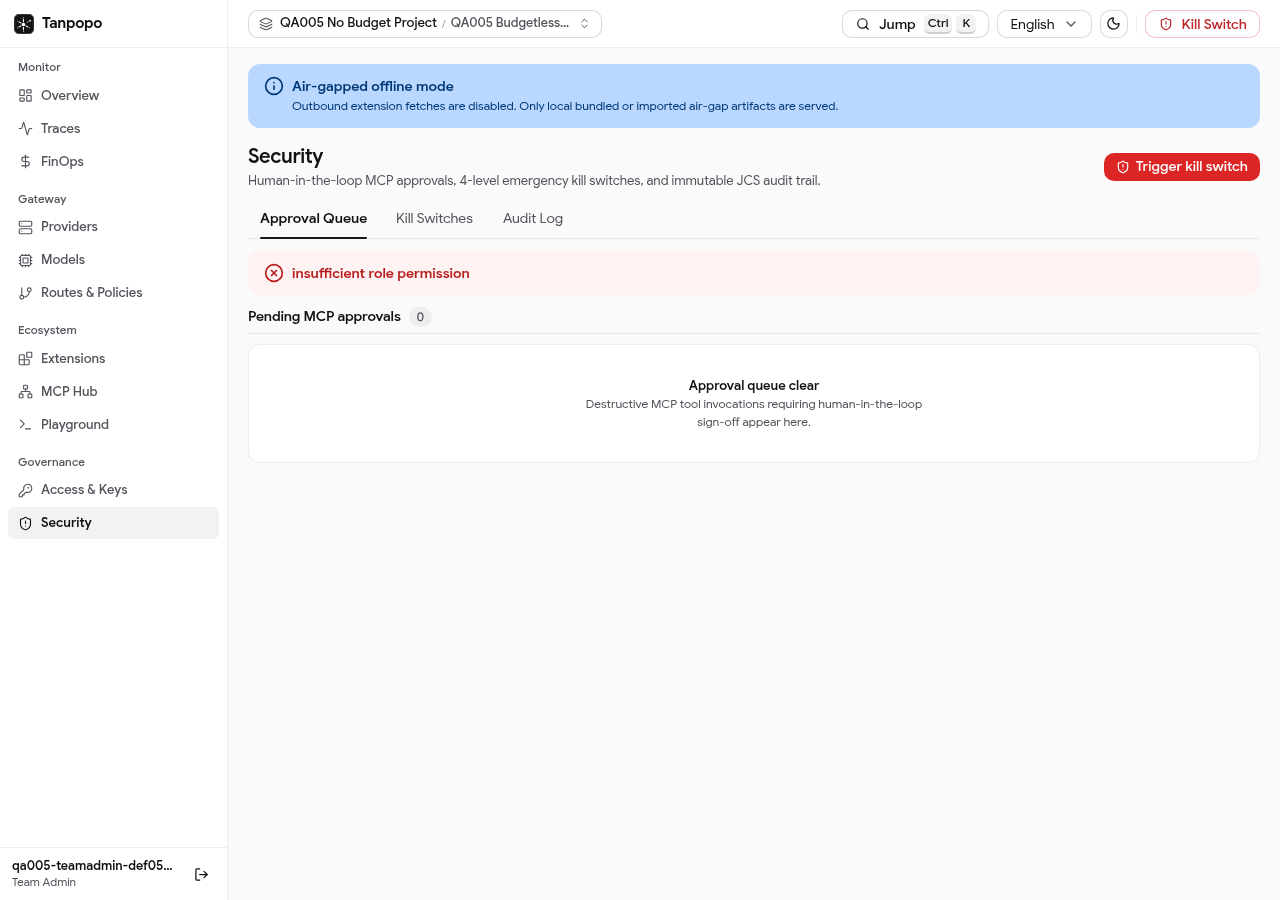 Tanpopo
QA005 No Budget Project / QA005 Budgetless...
Jump Ctrl K
English
Kill Switch
Monitor
Overview
Traces
FinOps
Gateway
Providers
Models
Routes & Policies
Ecosystem
Extensions
MCP Hub
Playground
Governance
Access & Keys
Security
qa005-teamadmin-def05...
Team Admin
Air-gapped offline mode
Outbound extension fetches are disabled. Only local bundled or imported air-gap artifacts are served.
Security
Human-in-the-loop MCP approvals, 4-level emergency kill switches, and immutable JCS audit trail.
Trigger kill switch
Approval Queue Kill Switches Audit Log
insufficient role permission
Pending MCP approvals 0
Approval queue clear
Destructive MCP tool invocations requiring human-in-the-loop
sign-off appear here.